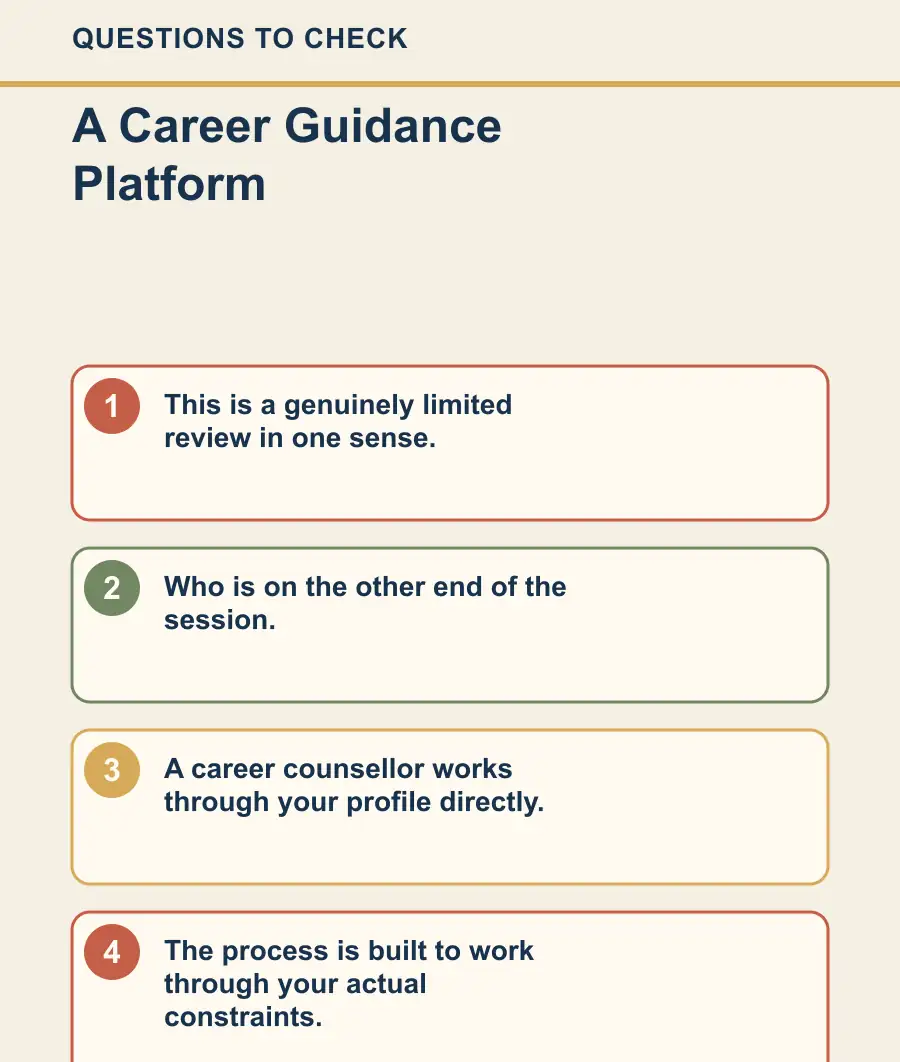 QUESTIONS TO CHECK
A Career Guidance
Platform
1
This is a genuinely limited
review in one sense.
2
Who is on the other end of the
session.
3
A career counsellor works
through your profile directly.
4
The process is built to work
through your actual
constraints.